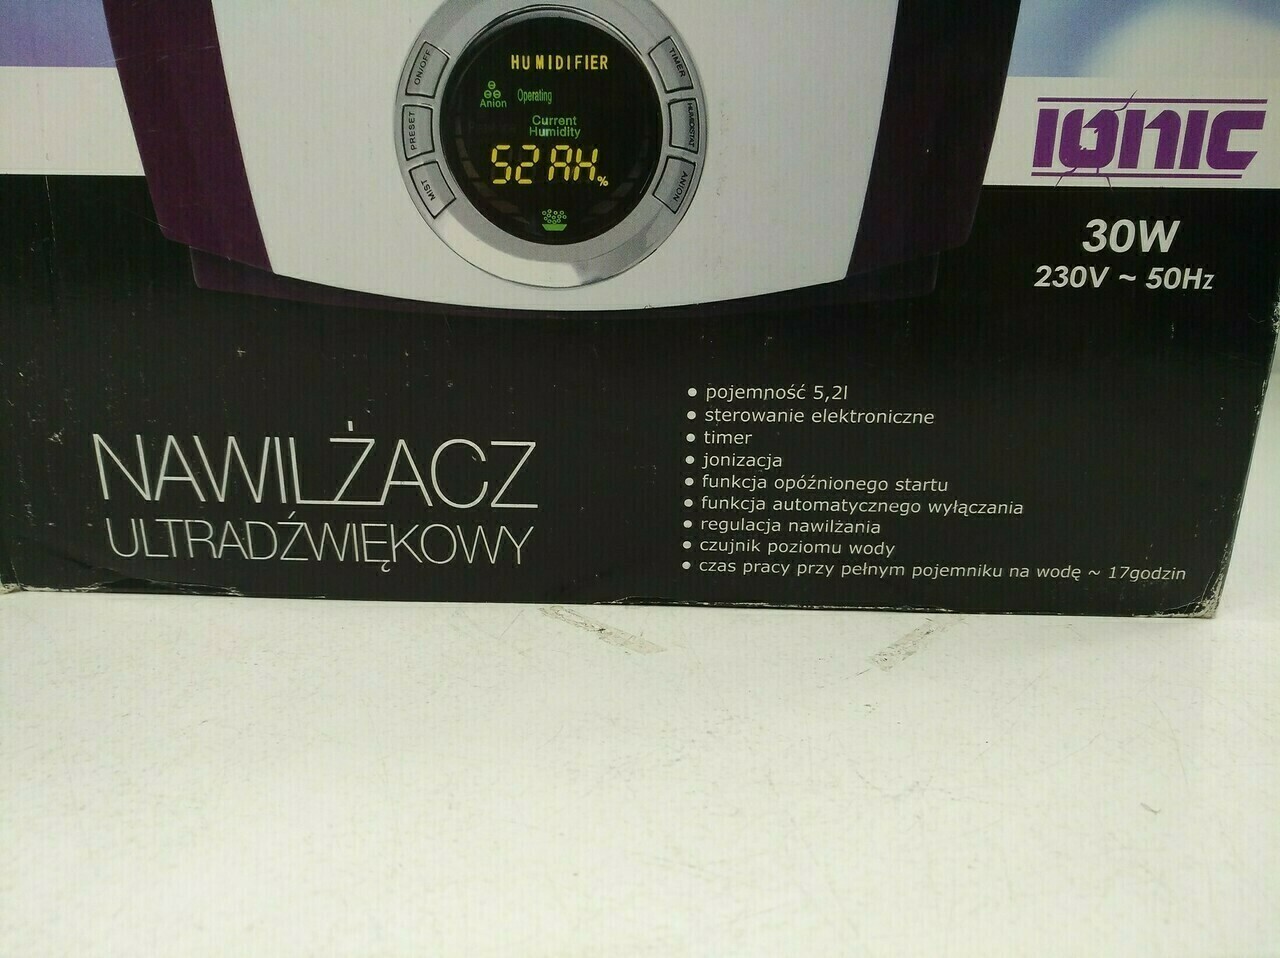 HUMIDIFIER
ON/OFF
TIMER
Anion
Operating
PRESET
HUMIDISTAT
Current
Humidity
52 AH.%
MIST
ANION
IONIC
30W
230V ~ 50Hz
NAWILŻACZ
ULTRADŹWIĘKOWY
• pojemność 5,2l
• sterowanie elektroniczne
• timer
• jonizacja
• funkcja opóźnionego startu
• funkcja automatycznego wyłączania
• regulacja nawilżania
• czujnik poziomu wody
• czas pracy przy pełnym pojemniku na wodę ~ 17godzin